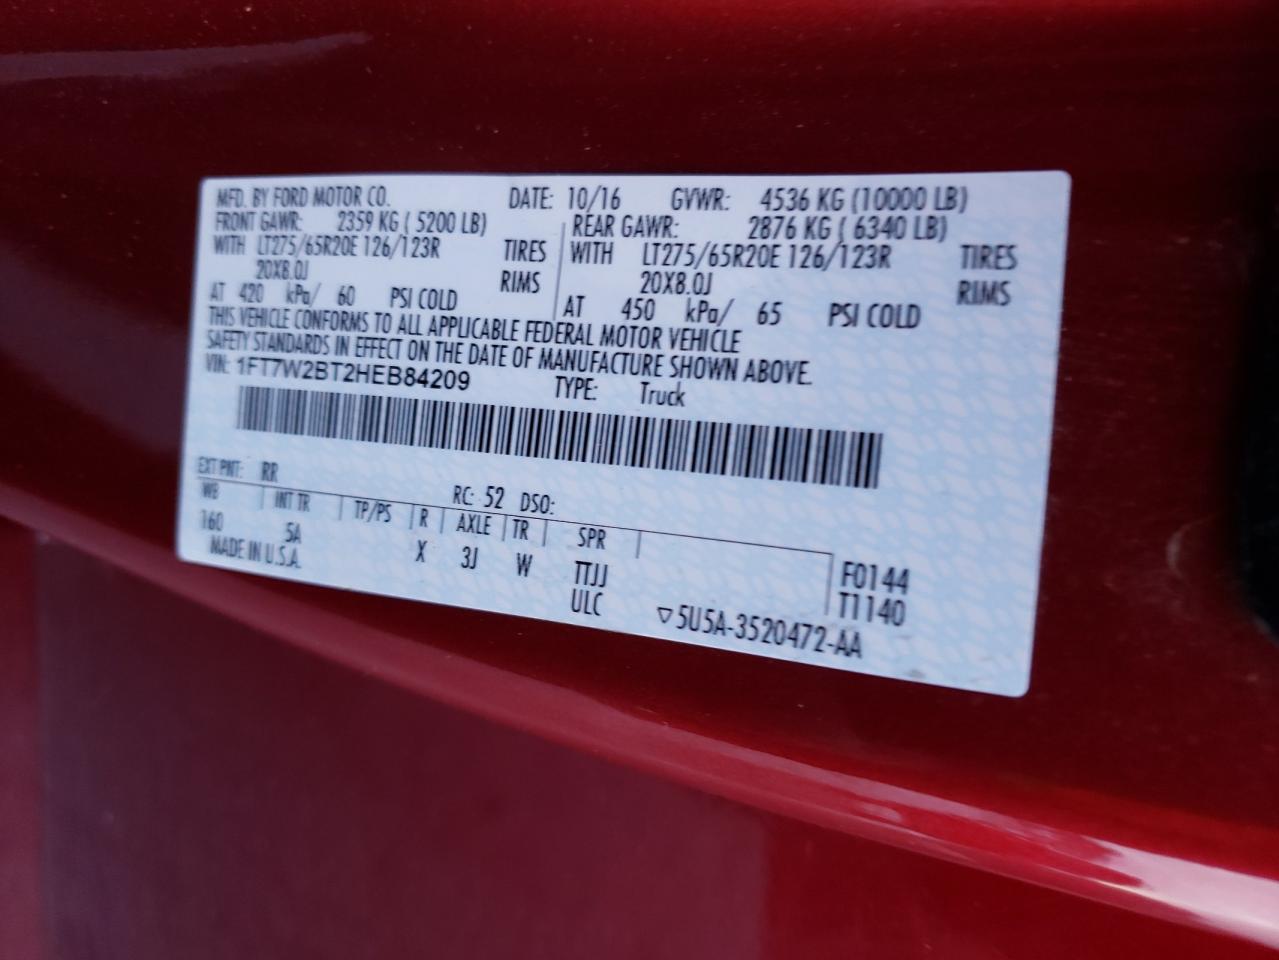 MFD. BY FORD MOTOR CO. DATE: 10/16 GVWR: 4536 KG (10000 LB)
FRONT GAWR: 2359 KG ( 5200 LB) REAR GAWR: 2876 KG ( 6340 LB)
WITH LT275/65R20E 126/123R TIRES WITH LT275/65R20E 126/123R TIRES
20X8.0J RIMS 20X8.0J RIMS
AT 420 kPa/ 60 PSI COLD AT 450 kPa/ 65 PSI COLD
THIS VEHICLE CONFORMS TO ALL APPLICABLE FEDERAL MOTOR VEHICLE
SAFETY STANDARDS IN EFFECT ON THE DATE OF MANUFACTURE SHOWN ABOVE.
VIN: 1FT7W2BT2HEB84209 TYPE: Truck
EXT PNT: RR RC: 52 DSO:
WB INT TR TP/PS R AXLE TR SPR
160 5A X 3J W TTJJ F0144
MADE IN U.S.A. ULC T1140
▽5U5A-3520472-AA